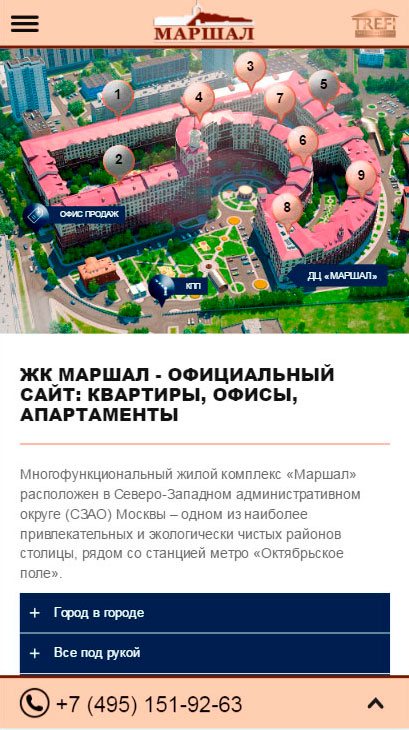 МАРШАЛ
TREFI
1
2
3
4
5
6
7
8
9
ОФИС ПРОДАЖ
КПП
ДЦ «МАРШАЛ»
ЖК МАРШАЛ - ОФИЦИАЛЬНЫЙ
САЙТ: КВАРТИРЫ, ОФИСЫ,
АПАРТАМЕНТЫ
Многофункциональный жилой комплекс «Маршал»
расположен в Северо-Западном административном
округе (СЗАО) Москвы – одном из наиболее
привлекательных и экологически чистых районов
столицы, рядом со станцией метро «Октябрьское
поле».
+ Город в городе
+ Все под рукой
+7 (495) 151-92-63